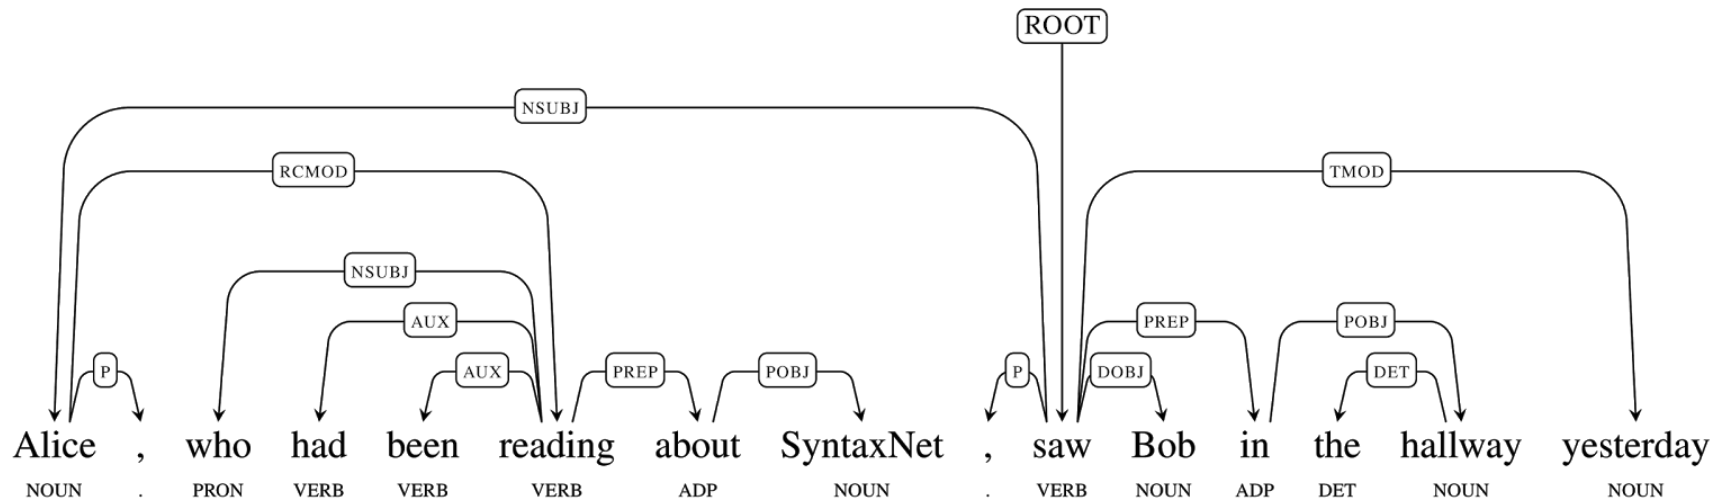 ROOT
NSUBJ
RCMOD TMOD
NSUBJ
AUX PREP POBJ
P AUX PREP POBJ P DOBJ DET
Alice , who had been reading about SyntaxNet , saw Bob in the hallway yesterday
NOUN . PRON VERB VERB VERB ADP NOUN . VERB NOUN ADP DET NOUN NOUN